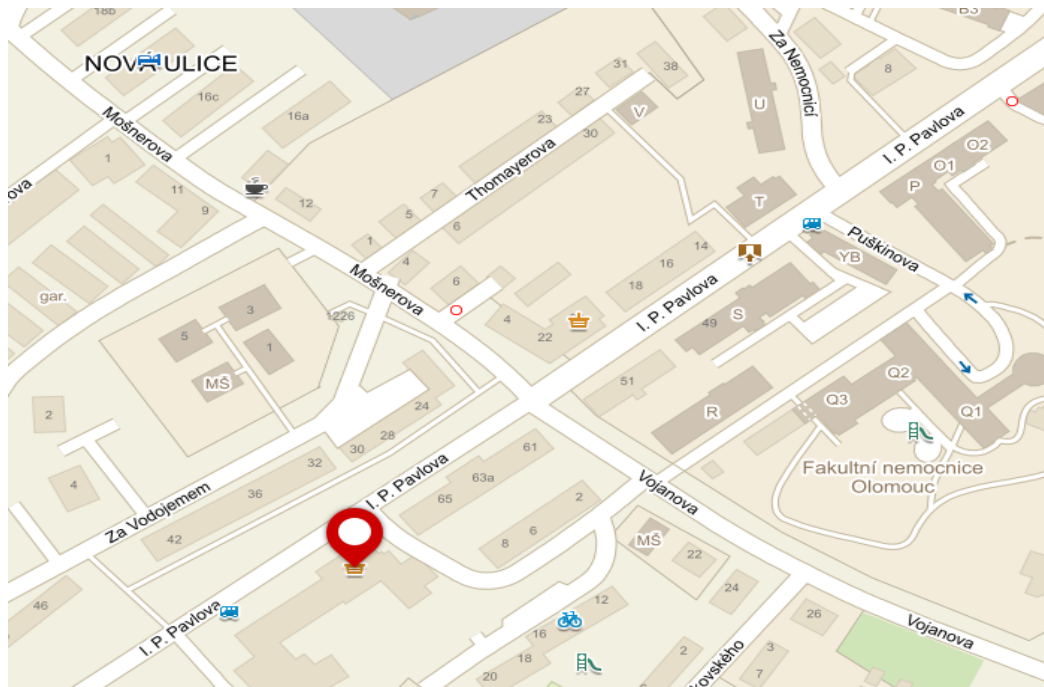 18b
B3
Za Nemocnicí
NOVÁ ULICE
31
38
8
16c
27
U
V
16a
23
30
I. P. Pavlova
Mošnerova
O2
O1
1
P
Thomayerova
11
7
T
9
12
5
6
14
1
Puškinova
YB
4
16
Mošnerova
6
18
gar.
3
1226
4
49
S
5
22
I. P. Pavlova
1
MŠ
51
Q2
2
24
R
Q3
Q1
28
61
30
Fakultní nemocnice
Olomouc
32
63a
4
I. P. Pavlova
Vojanova
36
65
2
Za Vodojemem
6
42
8
MŠ
22
46
24
12
I. P. Pavlova
26
Vojanova
16
18
2
3
7
20